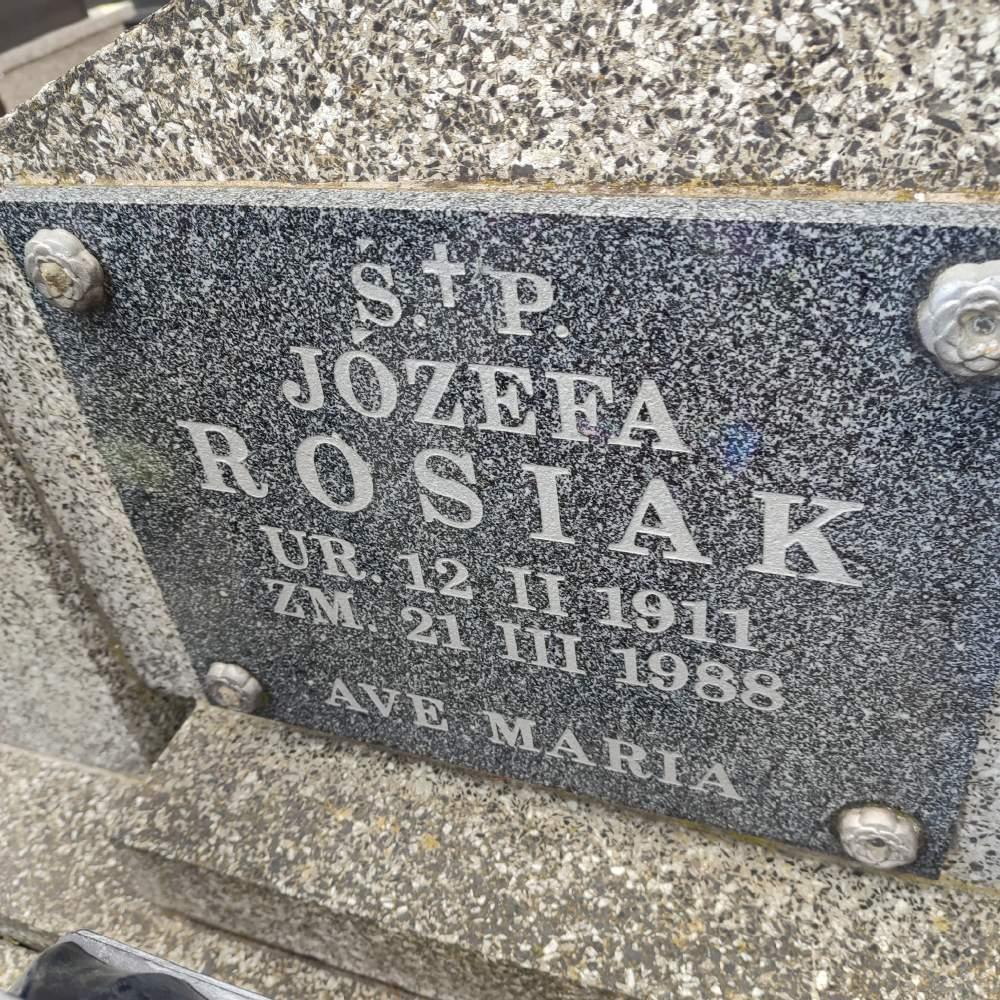 Ś.✝P.
JÓZEFA
ROSIAK
UR. 12 II 1911
ZM. 21 III 1988
AVE MARIA